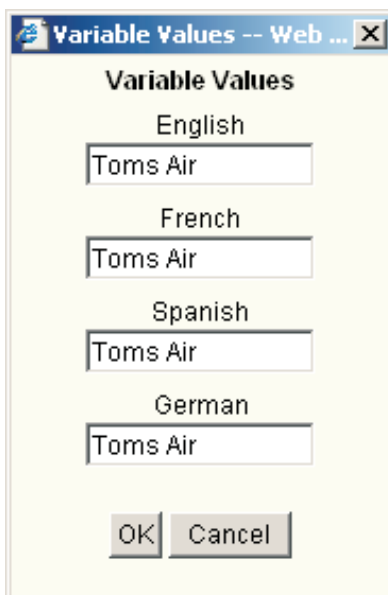 Variable Values -- Web ...
Variable Values
English
Toms Air
French
Toms Air
Spanish
Toms Air
German
Toms Air
OK Cancel